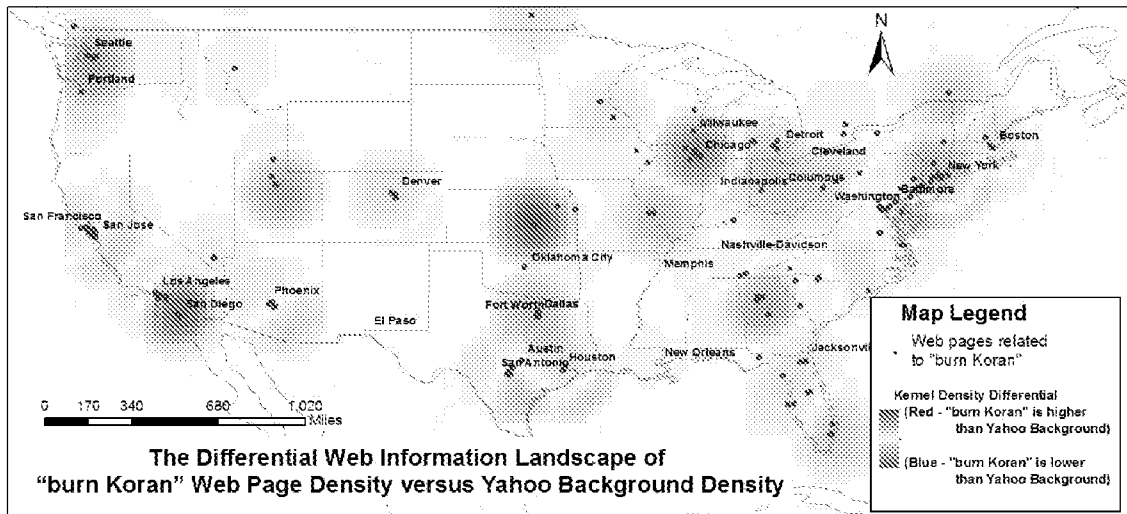 N
Seattle
Portland
Milwaukee
Detroit
Boston
Chicago
Cleveland
New York
Denver
Indianapolis
Columbus
Washington
Baltimore
San Francisco
San Jose
Nashville-Davidson
Oklahoma City
Memphis
Los Angeles
Phoenix
San Diego
Fort Worth
Dallas
El Paso
Austin
New Orleans
Jacksonvill
San Antonio
Houston
Map Legend
Web pages related
to "burn Koran"
Kernel Density Differential
(Red - "burn Koran" is higher
than Yahoo Background)
(Blue - "burn Koran" is lower
than Yahoo Background)
0 170 340 680 1,020
Miles
The Differential Web Information Landscape of
"burn Koran" Web Page Density versus Yahoo Background Density